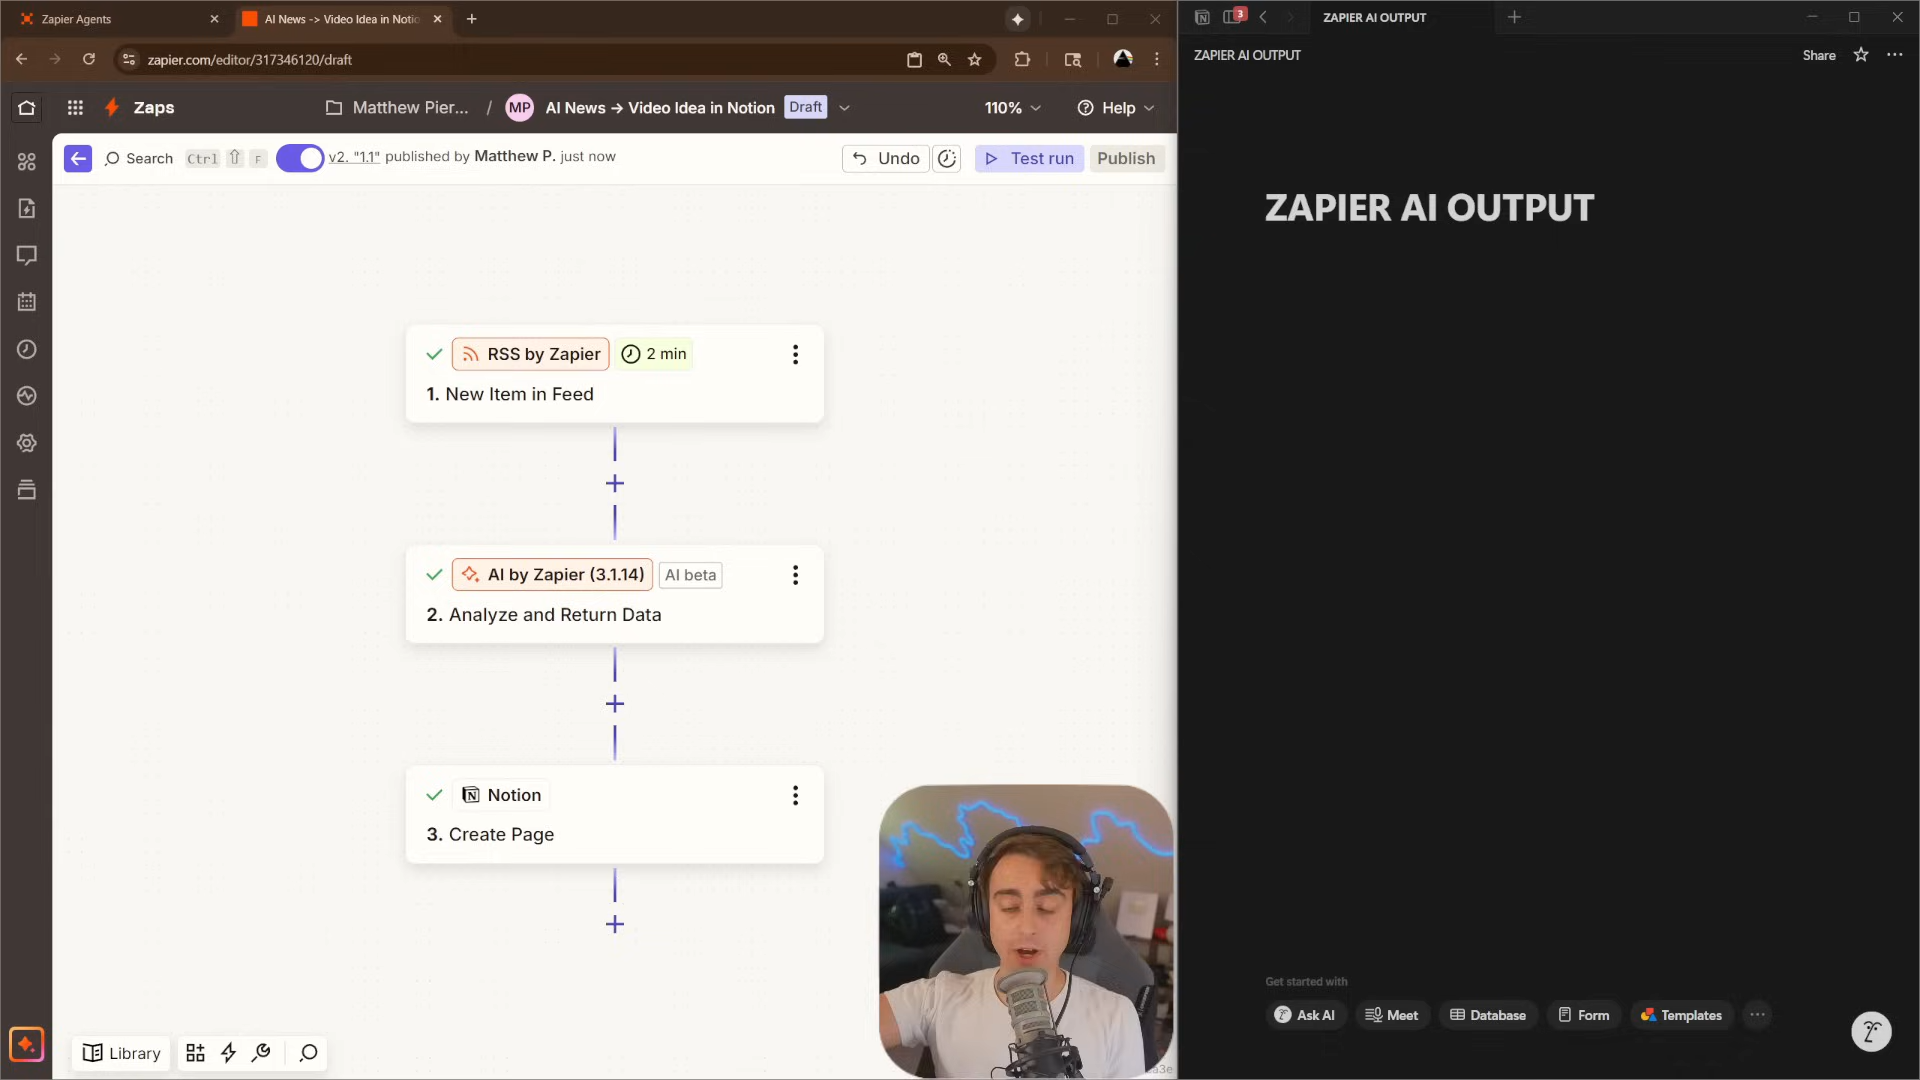 Zapier Agents
AI News -> Video Idea in Notio
zapier.com/editor/317346120/draft
Zaps
Matthew Pier... / MP AI News → Video Idea in Notion Draft
110%
Help
Search Ctrl ⇧ F
v2. "1.1" published by Matthew P. just now
Undo
Test run
Publish
RSS by Zapier
2 min
1. New Item in Feed
AI by Zapier (3.1.14)
AI beta
2. Analyze and Return Data
Notion
3. Create Page
Library
3
ZAPIER AI OUTPUT
ZAPIER AI OUTPUT
Share
ZAPIER AI OUTPUT
Get started with
Ask AI
Meet
Database
Form
Templates